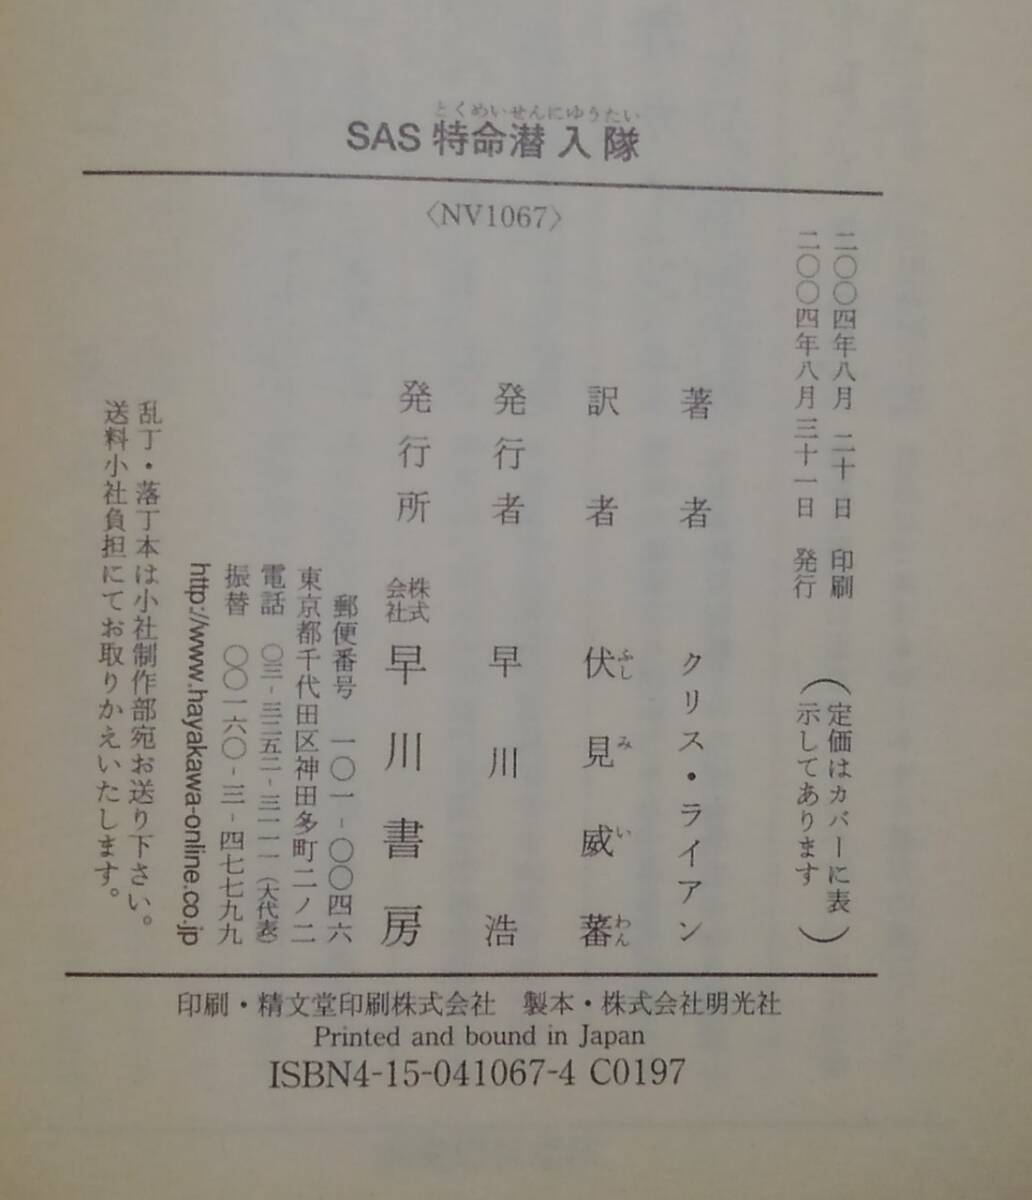 とくめいせんにゆうたい
SAS 特命潜入隊
〈NV1067〉
二〇〇四年八月 二十 日 印刷
二〇〇四年八月三十一日 発行
(定価はカバーに表
示してあります)
著者 クリス・ライアン
訳者 伏見威蕃
ふし み い わん
発行者 早川 浩
発行所 株式会社 早川書房
郵便番号 一〇一-〇〇四六
東京都千代田区神田多町二ノ二
電話 〇三-三二五二-三一一一(大代表)
振替 〇〇一六〇-三-四七七九九
http://www.hayakawa-online.co.jp
乱丁・落丁本は小社制作部宛お送り下さい。
送料小社負担にてお取りかえいたします。
印刷・精文堂印刷株式会社 製本・株式会社明光社
Printed and bound in Japan
ISBN4-15-041067-4 C0197